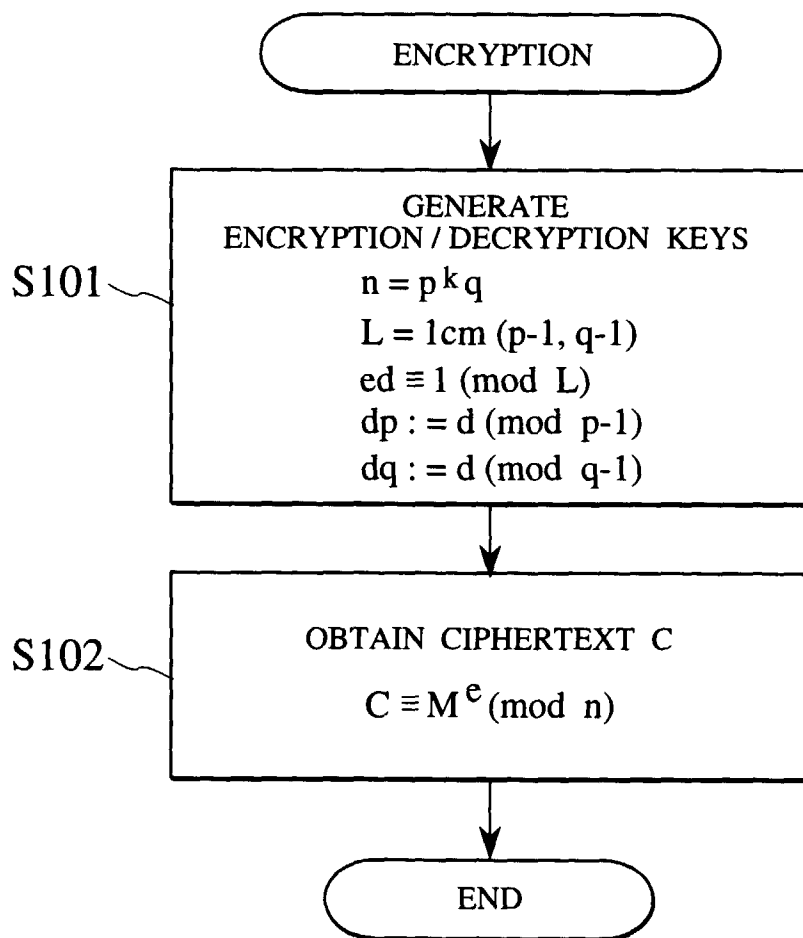 ENCRYPTION
GENERATE
ENCRYPTION / DECRYPTION KEYS
S101
n = p^k q
L = 1cm (p-1, q-1)
ed ≡ 1 (mod L)
dp : = d (mod p-1)
dq : = d (mod q-1)
OBTAIN CIPHERTEXT C
S102
C ≡ M^e (mod n)
END